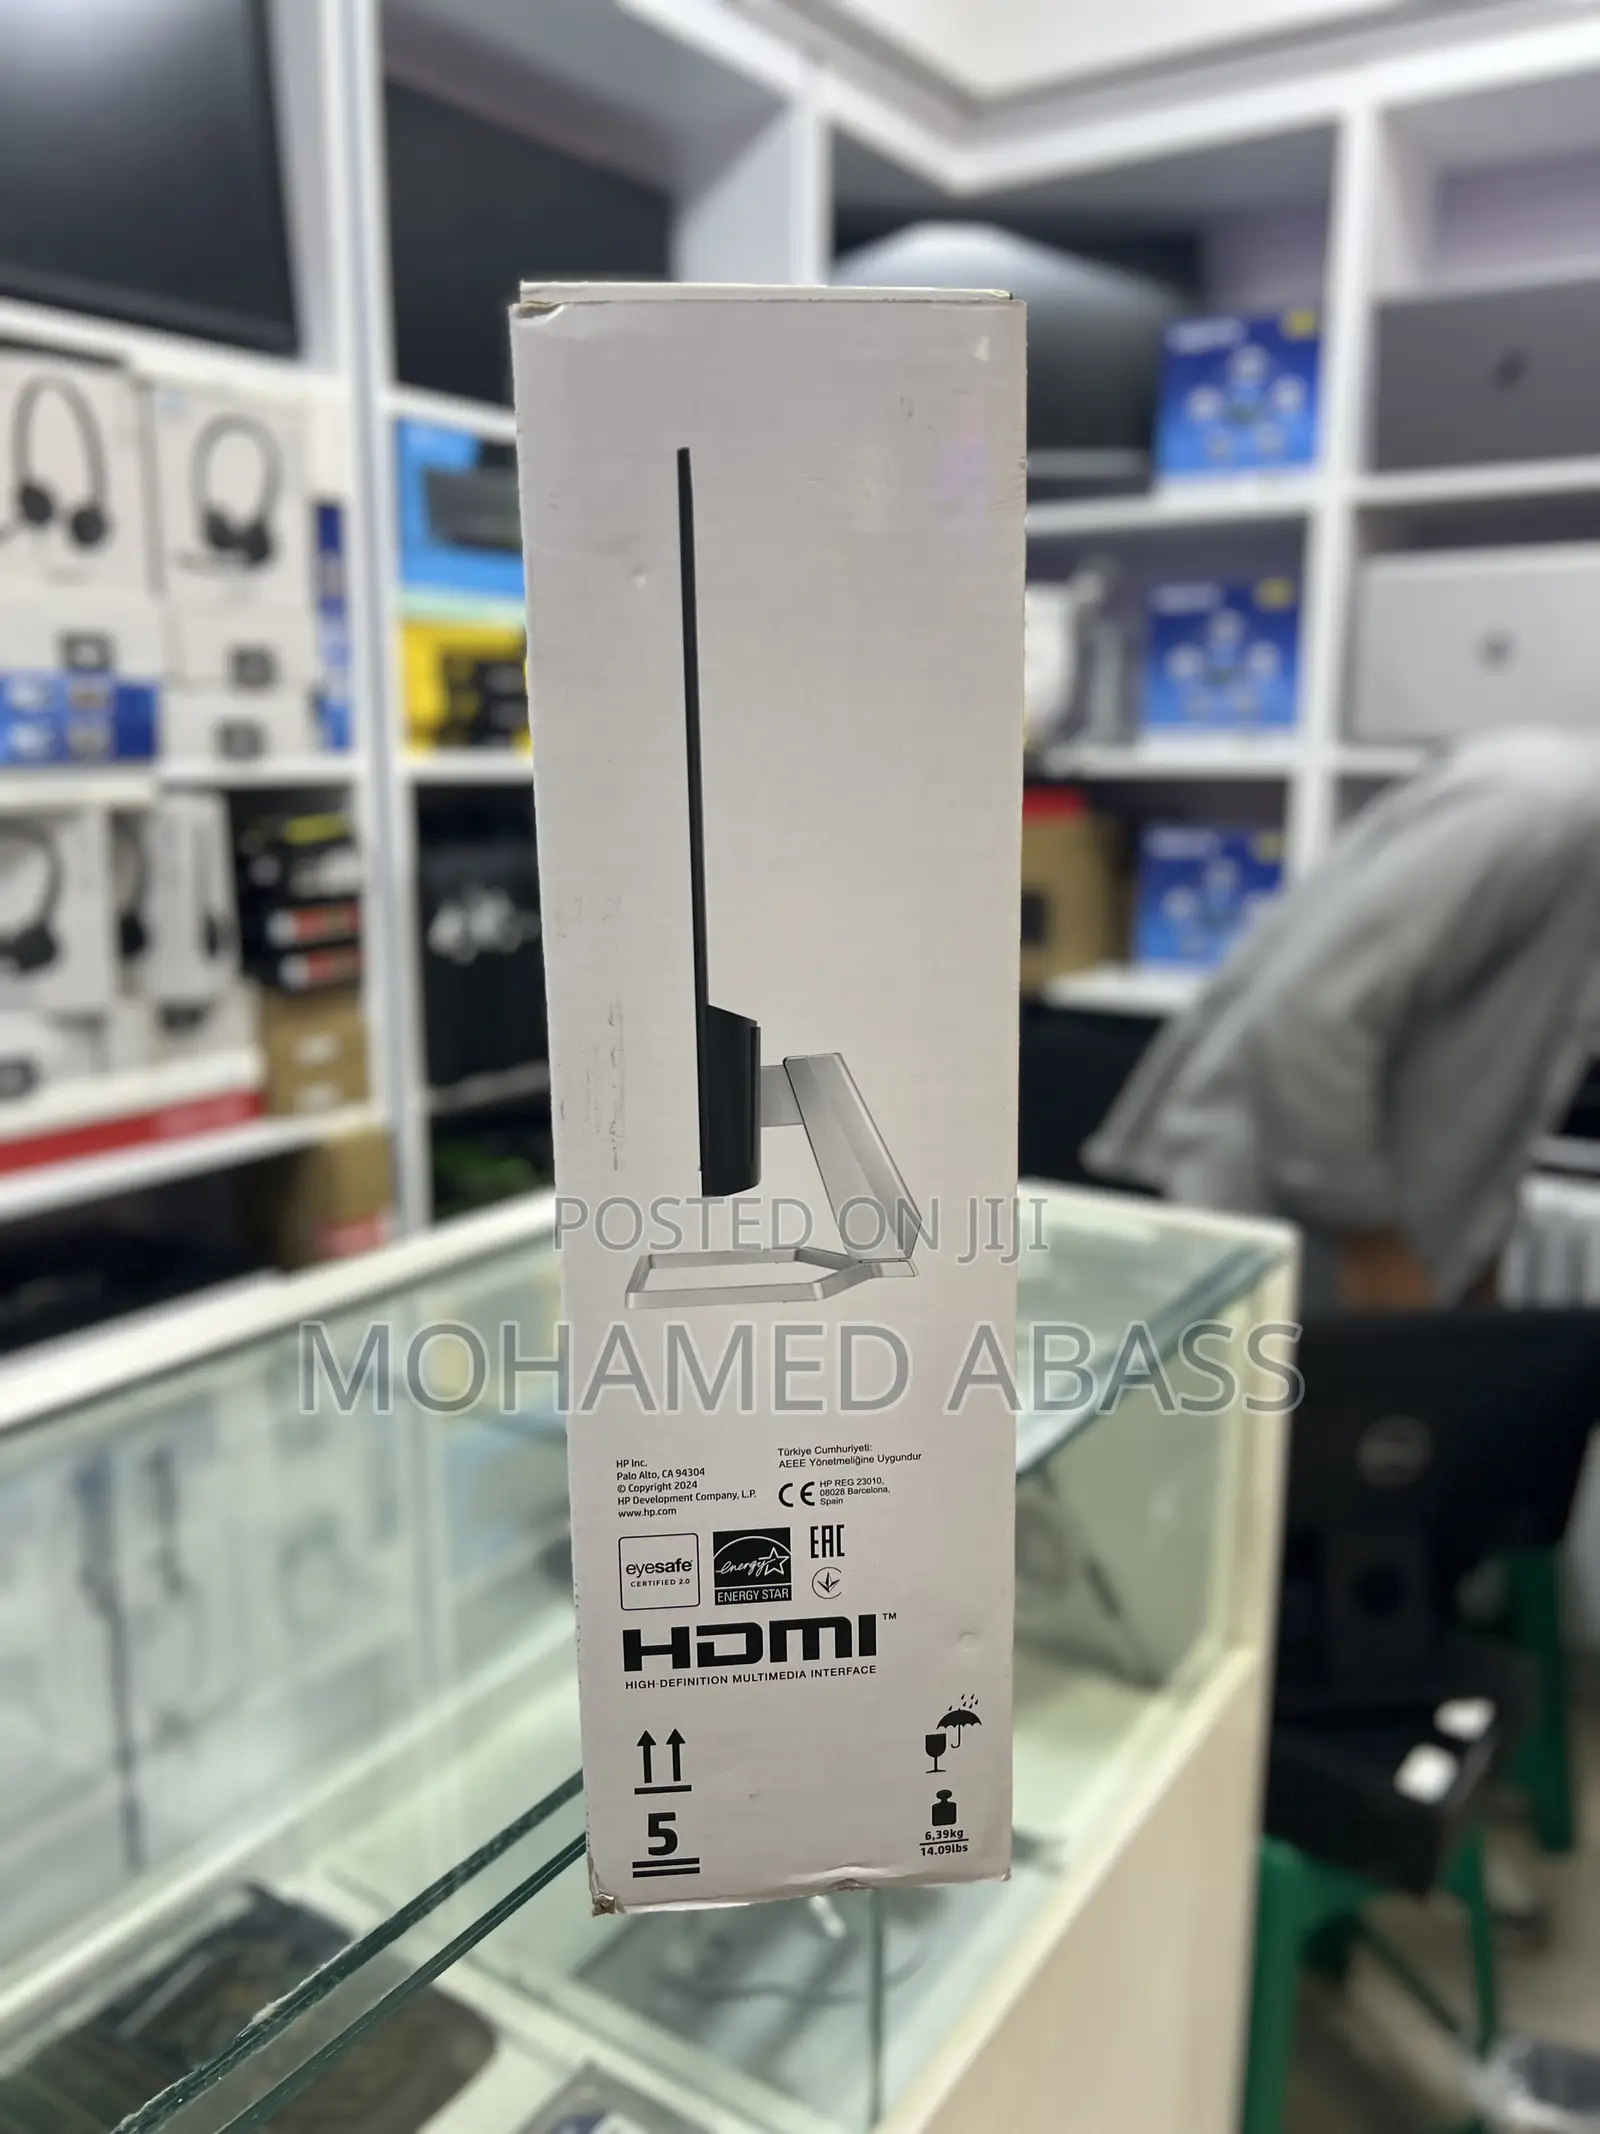 POSTED ON JIJI
MOHAMED ABASS
HP Inc.
Palo Alto, CA 94304
© Copyright 2024
HP Development Company, L.P.
www.hp.com
Türkiye Cumhuriyeti:
AEEE Yönetmeliğine Uygundur
CE
HP REG 23010,
08028 Barcelona,
Spain
eyesafe
CERTIFIED 2.0
energy
ENERGY STAR
EAC
HDMI™
HIGH-DEFINITION MULTIMEDIA INTERFACE
5
6,39kg
14.09lbs